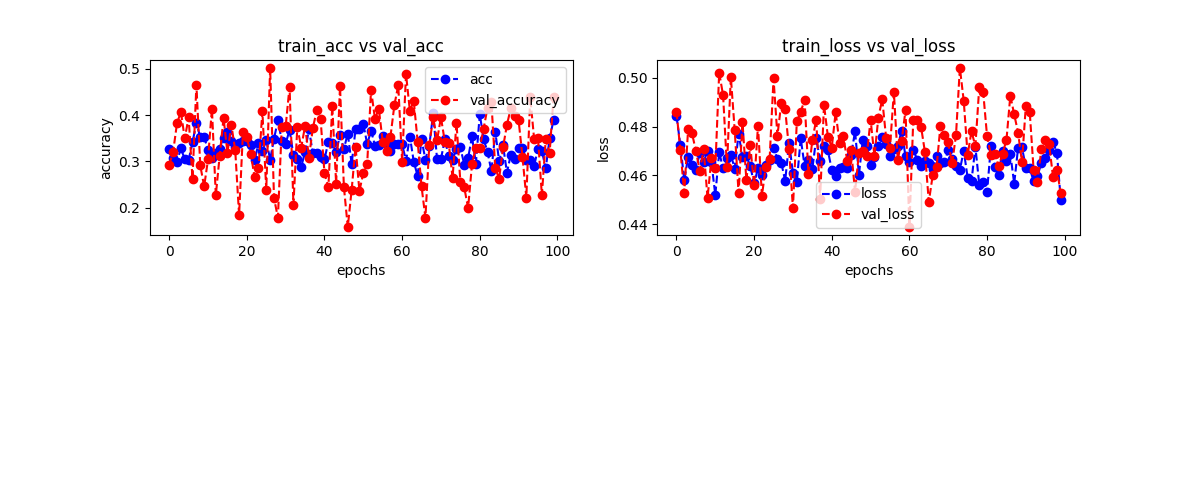 train_acc vs val_acc
accuracy
0.5
0.4
0.3
0.2
acc
val_accuracy
0 20 40 60 80 100
epochs
train_loss vs val_loss
loss
0.50
0.48
0.46
0.44
loss
val_loss
0 20 40 60 80 100
epochs